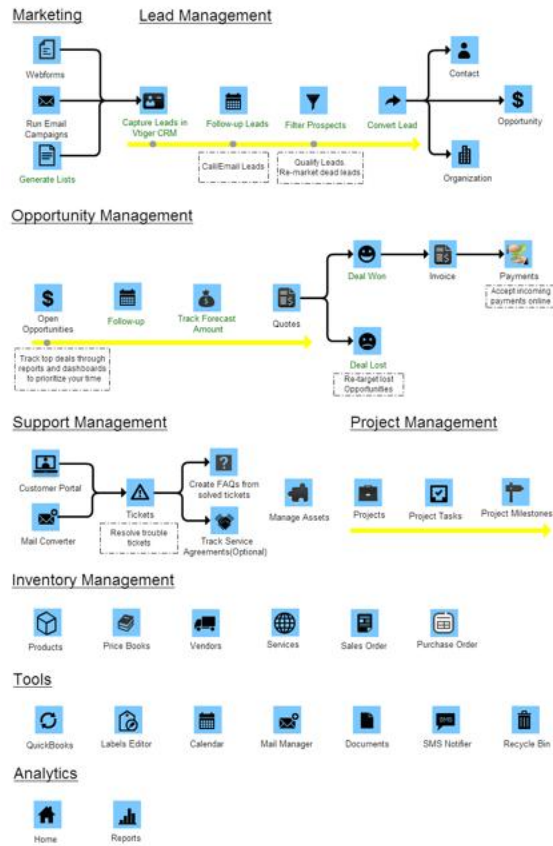 Marketing
Lead Management
Webforms
Run Email
Campaigns
Generate Lists
Capture Leads in
Vtiger CRM
Follow-up Leads
Filter Prospects
Convert Lead
Contact
Opportunity
Organization
Call/Email Leads
Qualify Leads.
Re-market dead leads
Opportunity Management
Open
Opportunities
Follow-up
Track Forecast
Amount
Quotes
Deal Won
Invoice
Payments
Accept incoming
payments online
Deal Lost
Re-target lost
Opportunities
Track top deals through
reports and dashboards
to prioritize your time
Support Management
Customer Portal
Mail Converter
Tickets
Resolve trouble
tickets
Create FAQs from
solved tickets
Track Service
Agreements(Optional)
Manage Assets
Project Management
Projects
Project Tasks
Project Milestones
Inventory Management
Products
Price Books
Vendors
Services
Sales Order
Purchase Order
Tools
QuickBooks
Labels Editor
Calendar
Mail Manager
Documents
SMS
SMS Notifier
Recycle Bin
Analytics
Home
Reports